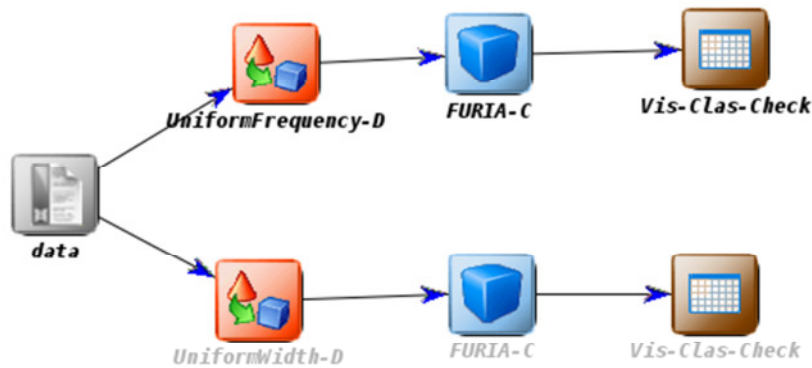 UniformFrequency-D
FURIA-C
Vis-Clas-Check
data
UniformWidth-D
FURIA-C
Vis-Clas-Check